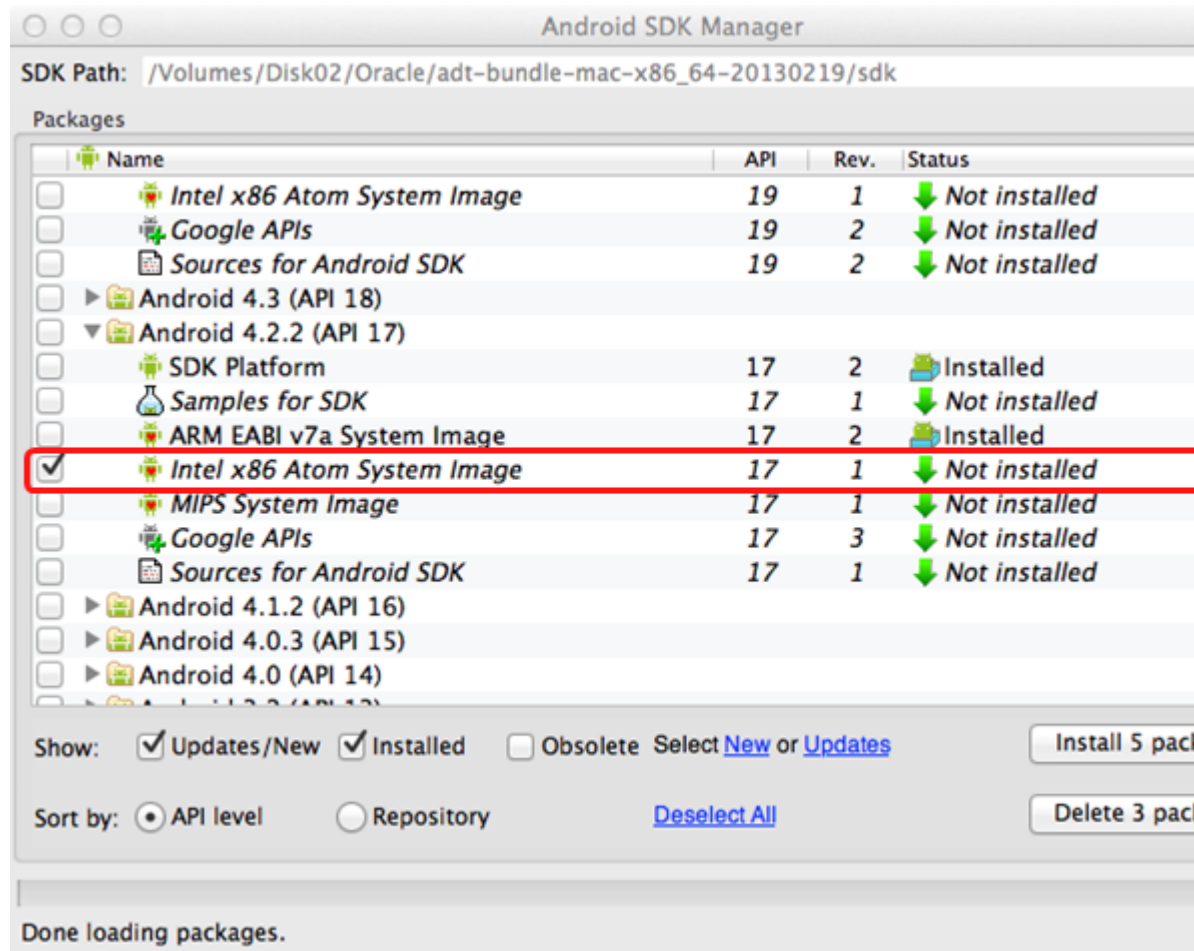 Android SDK Manager
SDK Path: /Volumes/Disk02/Oracle/adt-bundle-mac-x86_64-20130219/sdk
Packages
Name API Rev. Status
Intel x86 Atom System Image 19 1 Not installed
Google APIs 19 2 Not installed
Sources for Android SDK 19 2 Not installed
Android 4.3 (API 18)
Android 4.2.2 (API 17)
SDK Platform 17 2 Installed
Samples for SDK 17 1 Not installed
ARM EABI v7a System Image 17 2 Installed
Intel x86 Atom System Image 17 1 Not installed
MIPS System Image 17 1 Not installed
Google APIs 17 3 Not installed
Sources for Android SDK 17 1 Not installed
Android 4.1.2 (API 16)
Android 4.0.3 (API 15)
Android 4.0 (API 14)
Show: Updates/New Installed Obsolete Select New or Updates Install 5
Sort by: API level Repository Deselect All Delete 3
Done loading packages.